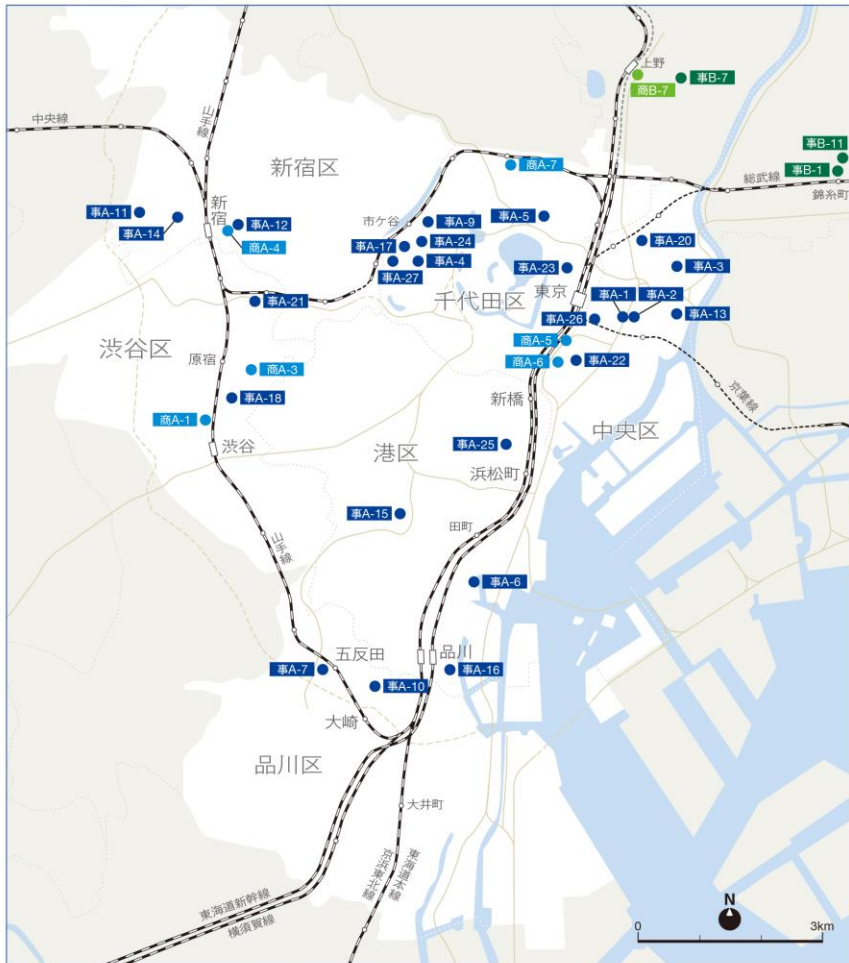 上野
事B-7
商B-7
中央線
山手線
新宿区
商A-7
事B-11
事B-1
総武線
錦糸町
事A-11
事A-14
新宿
事A-12
商A-4
市ケ谷
事A-9
事A-5
事A-24
事A-17
事A-4
事A-27
事A-20
事A-23
事A-3
千代田区
東京
事A-1
事A-2
事A-21
事A-26
事A-13
渋谷区
商A-5
原宿
商A-3
商A-6
事A-22
京葉線
事A-18
新橋
商A-1
中央区
渋谷
港区
事A-25
浜松町
事A-15
田町
山手線
事A-6
五反田
品川
事A-7
事A-10
事A-16
大崎
品川区
大井町
東海道本線
京浜東北線
東海道新幹線
横須賀線
N
0
3km